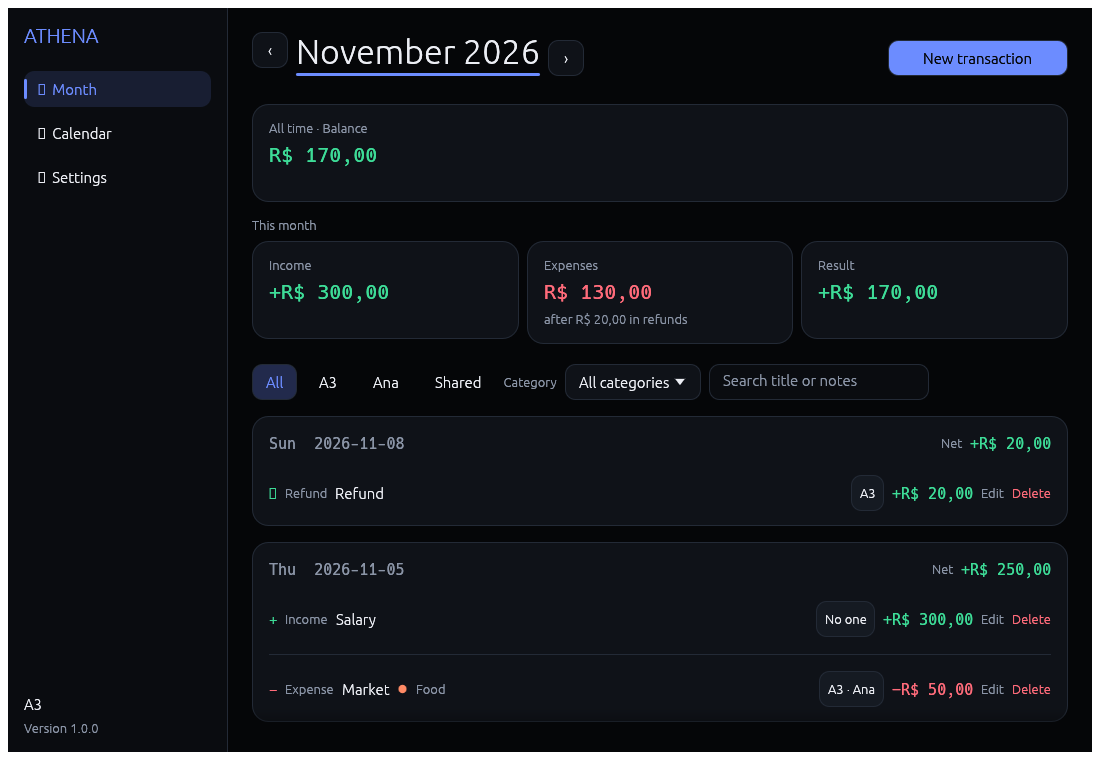 ATHENA
Month
Calendar
Settings
A3
Version 1.0.0
‹ November 2026 ›
New transaction
All time · Balance
R$ 170,00
This month
Income
+R$ 300,00
Expenses
R$ 130,00
after R$ 20,00 in refunds
Result
+R$ 170,00
All A3 Ana Shared Category All categories Search title or notes
Sun 2026-11-08 Net +R$ 20,00
Refund Refund A3 +R$ 20,00 Edit Delete
Thu 2026-11-05 Net +R$ 250,00
+ Income Salary No one +R$ 300,00 Edit Delete
− Expense Market Food A3 · Ana −R$ 50,00 Edit Delete